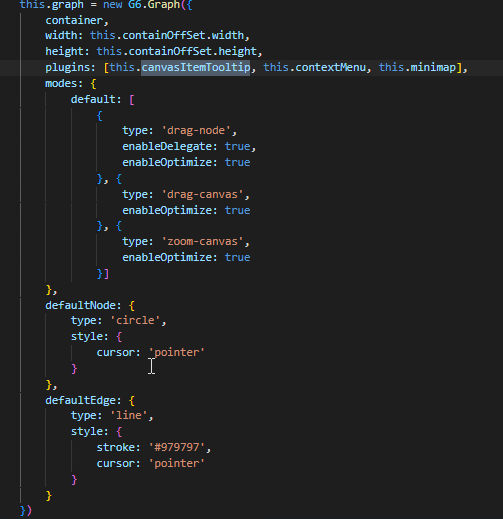 this.graph = new G6.Graph({
container,
width: this.containOffSet.width,
height: this.containOffSet.height,
plugins: [this.canvasItemTooltip, this.contextMenu, this.minimap],
modes: {
default: [
{
type: 'drag-node',
enableDelegate: true,
enableOptimize: true
}, {
type: 'drag-canvas',
enableOptimize: true
}, {
type: 'zoom-canvas',
enableOptimize: true
}]
},
defaultNode: {
type: 'circle',
style: {
cursor: 'pointer'
}
},
defaultEdge: {
type: 'line',
style: {
stroke: '#979797',
cursor: 'pointer'
}
}
})